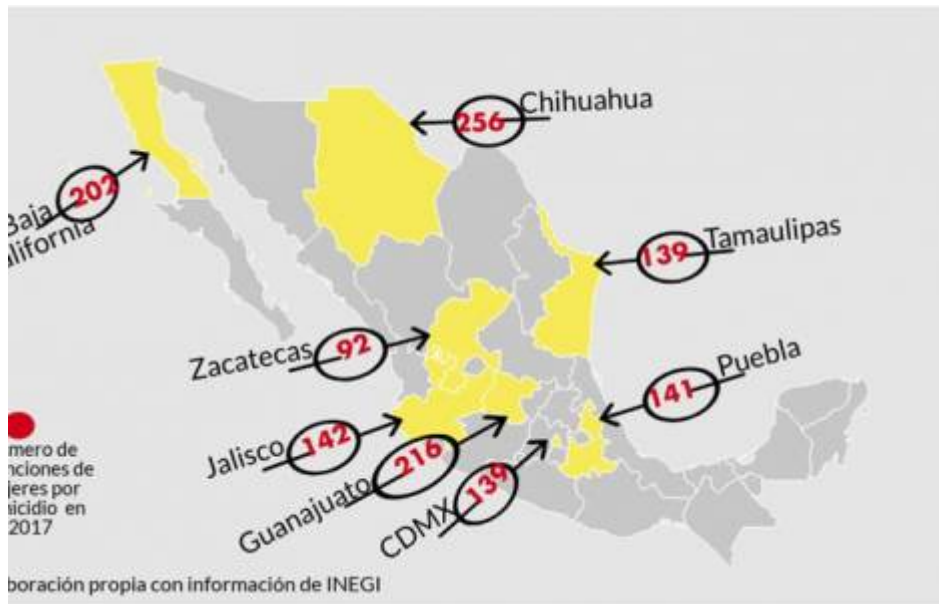 Chihuahua
256
202
Baja
alifornia
Tamaulipas
139
Zacatecas
92
Puebla
141
Jalisco
142
Guanajuato
216
CDMX
139
mero de
nciones de
jeres por
icidio en
2017
boración propia con información de INEGI